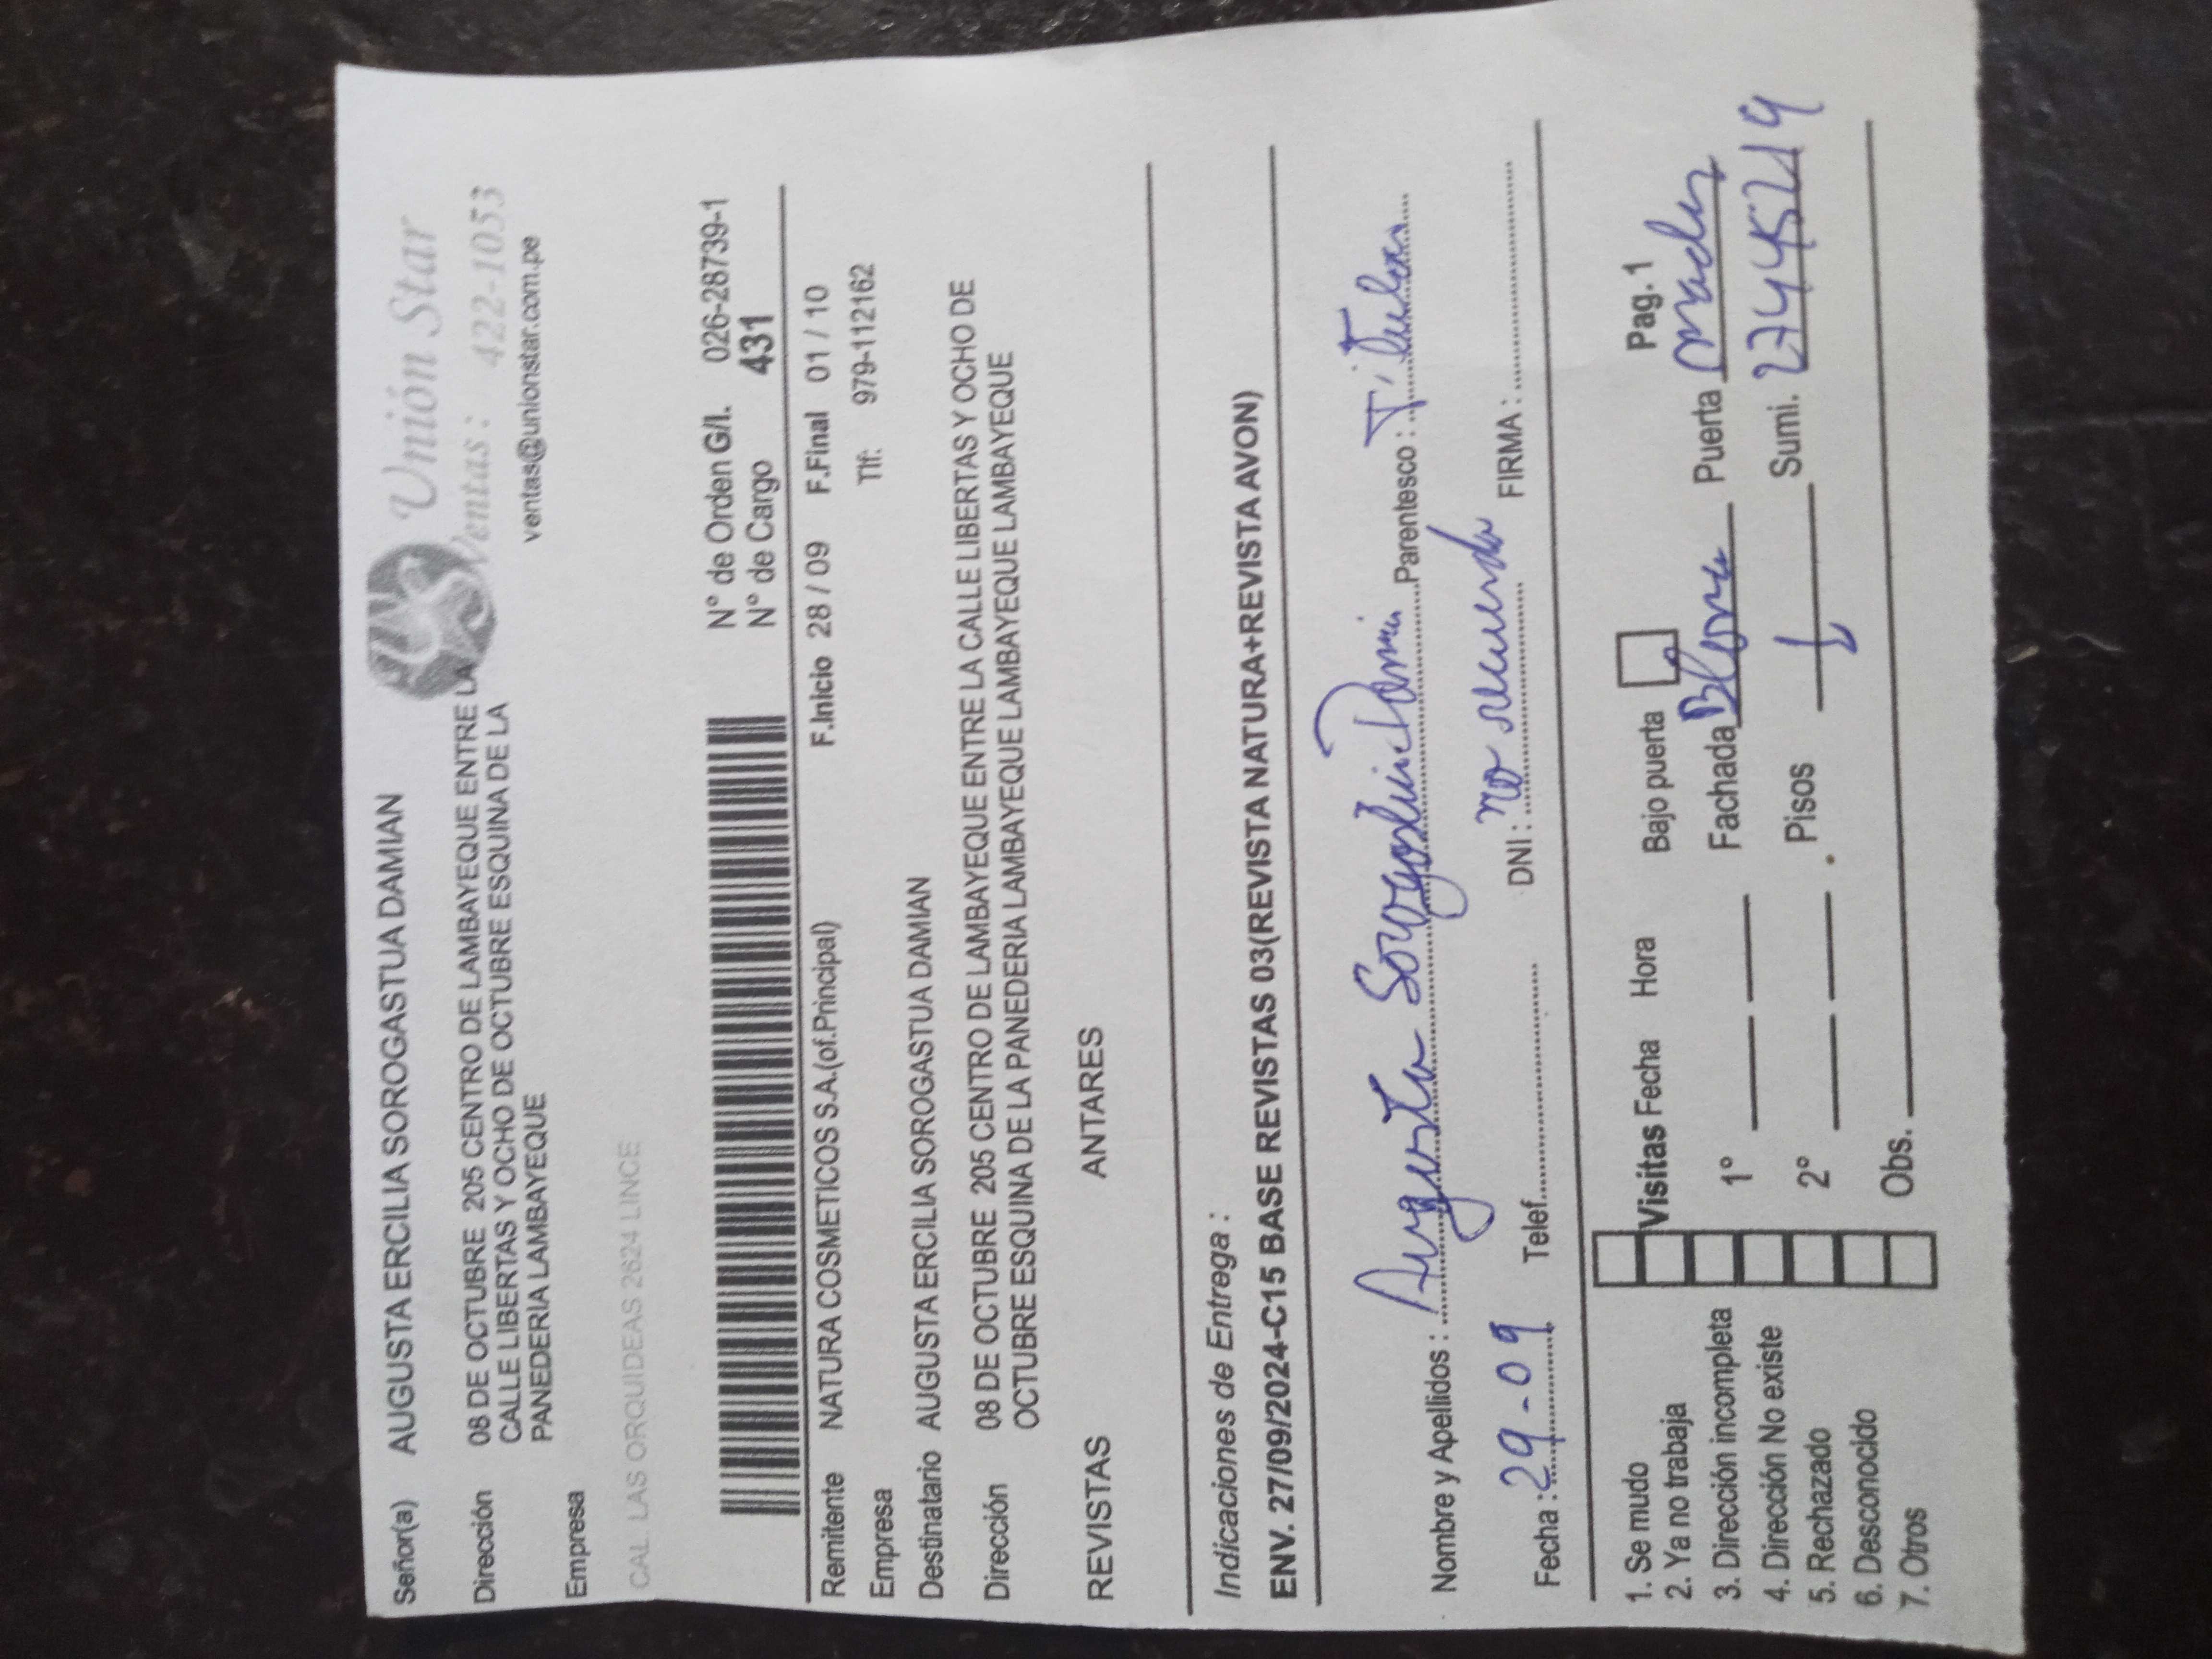 Señor(a) AUGUSTA ERCILIA SOROGASTUA DAMIAN
Unión Star
Ventas: 422-1053
ventas@unionstar.com.pe
Dirección 08 DE OCTUBRE 205 CENTRO DE LAMBAYEQUE ENTRE LA
CALLE LIBERTAS Y OCHO DE OCTUBRE ESQUINA DE LA
PANEDERIA LAMBAYEQUE
Empresa
CAL. LAS ORQUIDEAS 2624 LINCE
N° de Orden G/I. 026-28739-1
N° de Cargo 431
Remitente NATURA COSMETICOS S.A.(of.Principal) F.Inicio 28 / 09 F.Final 01 / 10
Empresa Tlf: 979-112162
Destinatario AUGUSTA ERCILIA SOROGASTUA DAMIAN
Dirección 08 DE OCTUBRE 205 CENTRO DE LAMBAYEQUE ENTRE LA CALLE LIBERTAS Y OCHO DE
OCTUBRE ESQUINA DE LA PANEDERIA LAMBAYEQUE LAMBAYEQUE LAMBAYEQUE
REVISTAS ANTARES
Indicaciones de Entrega :
ENV. 27/09/2024-C15 BASE REVISTAS 03(REVISTA NATURA+REVISTA AVON)
Nombre y Apellidos : Augusta Parentesco :
Fecha : 29-09 Telef. DNI : no recuerda FIRMA :
1. Se mudo Visitas Fecha Hora Bajo puerta Pag. 1
2. Ya no trabaja
3. Dirección incompleta 1° Fachada Puerta
4. Dirección No existe
5. Rechazado 2° Pisos Sumi.
6. Desconocido
7. Otros Obs.